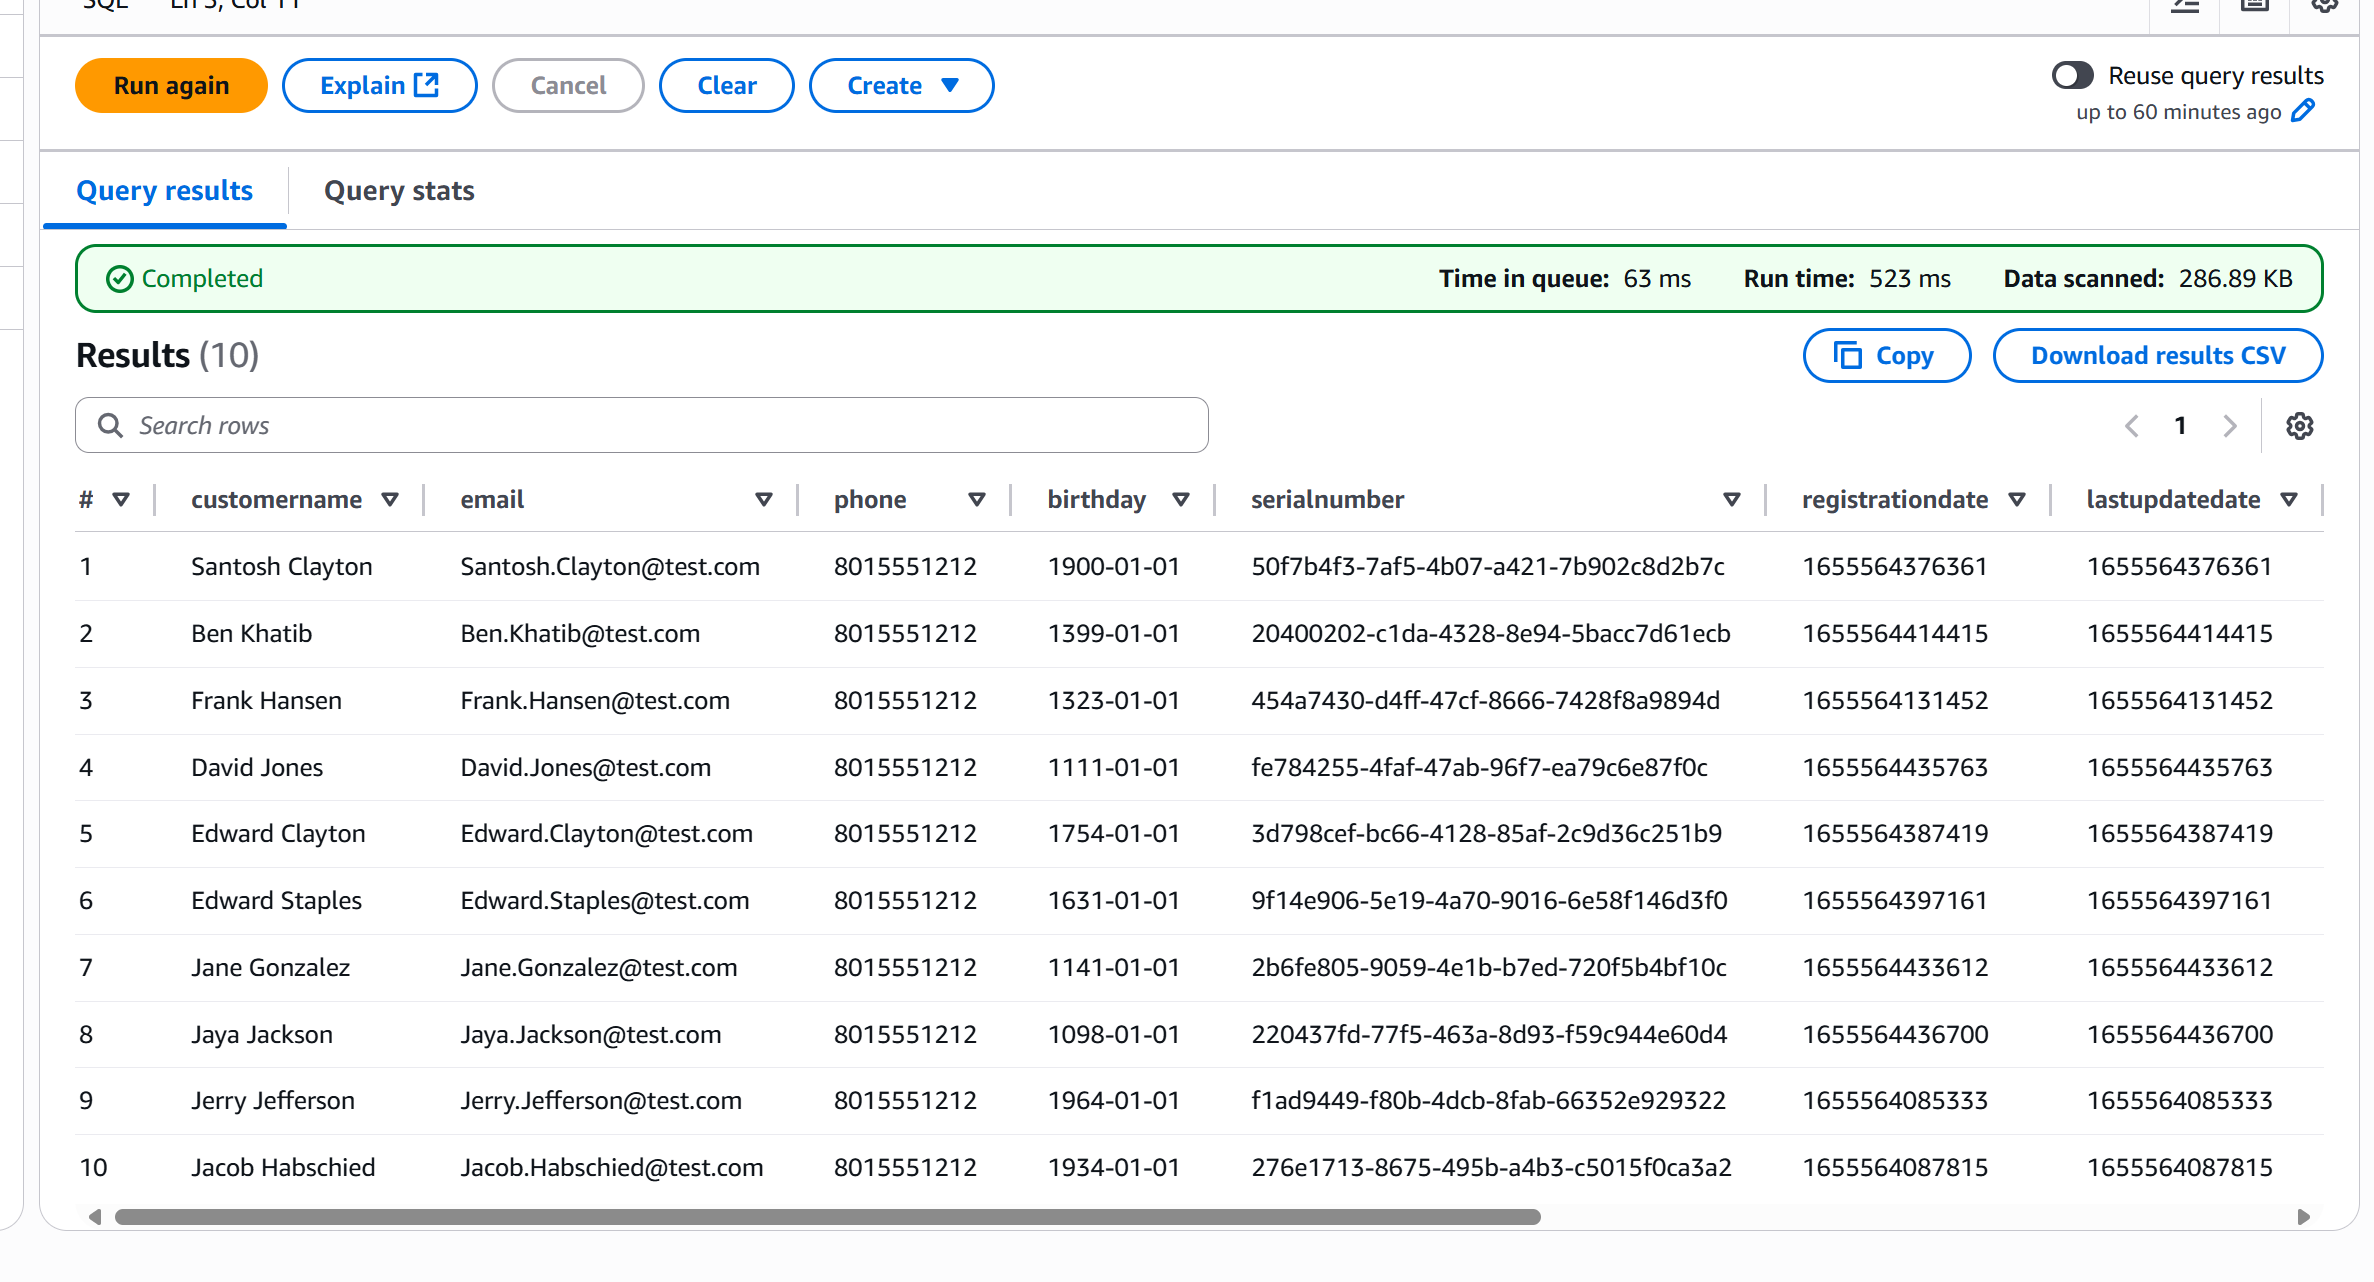 SQL Ln 3, Col 11
Run again Explain Cancel Clear Create Reuse query results
up to 60 minutes ago
Query results Query stats
Completed Time in queue: 63 ms Run time: 523 ms Data scanned: 286.89 KB
Results (10) Copy Download results CSV
Search rows 1
# customername email phone birthday serialnumber registrationdate lastupdatedate
1 Santosh Clayton Santosh.Clayton@test.com 8015551212 1900-01-01 50f7b4f3-7af5-4b07-a421-7b902c8d2b7c 1655564376361 1655564376361
2 Ben Khatib Ben.Khatib@test.com 8015551212 1399-01-01 20400202-c1da-4328-8e94-5bacc7d61ecb 1655564414415 1655564414415
3 Frank Hansen Frank.Hansen@test.com 8015551212 1323-01-01 454a7430-d4ff-47cf-8666-7428f8a9894d 1655564131452 1655564131452
4 David Jones David.Jones@test.com 8015551212 1111-01-01 fe784255-4faf-47ab-96f7-ea79c6e87f0c 1655564435763 1655564435763
5 Edward Clayton Edward.Clayton@test.com 8015551212 1754-01-01 3d798cef-bc66-4128-85af-2c9d36c251b9 1655564387419 1655564387419
6 Edward Staples Edward.Staples@test.com 8015551212 1631-01-01 9f14e906-5e19-4a70-9016-6e58f146d3f0 1655564397161 1655564397161
7 Jane Gonzalez Jane.Gonzalez@test.com 8015551212 1141-01-01 2b6fe805-9059-4e1b-b7ed-720f5b4bf10c 1655564433612 1655564433612
8 Jaya Jackson Jaya.Jackson@test.com 8015551212 1098-01-01 220437fd-77f5-463a-8d93-f59c944e60d4 1655564436700 1655564436700
9 Jerry Jefferson Jerry.Jefferson@test.com 8015551212 1964-01-01 f1ad9449-f80b-4dcb-8fab-66352e929322 1655564085333 1655564085333
10 Jacob Habschied Jacob.Habschied@test.com 8015551212 1934-01-01 276e1713-8675-495b-a4b3-c5015f0ca3a2 1655564087815 1655564087815